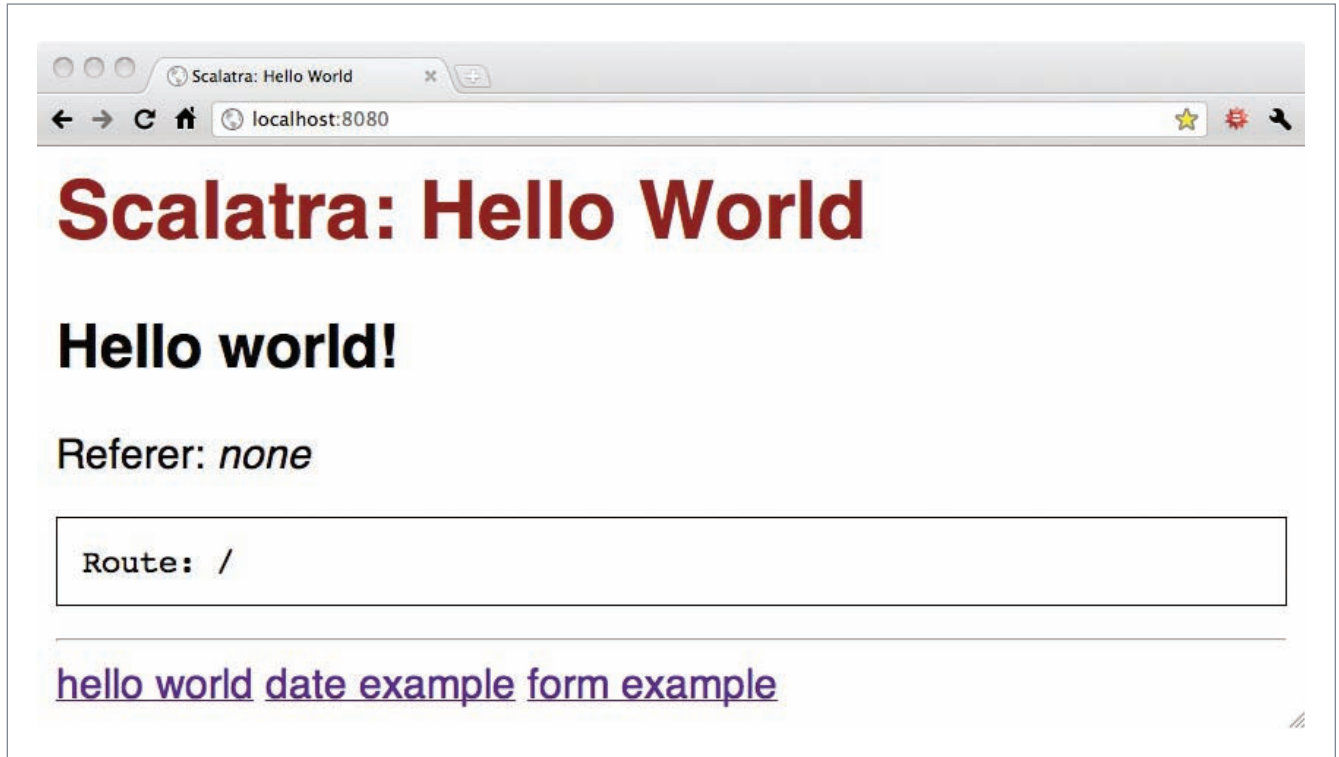 Scalatra: Hello World
localhost:8080
Scalatra: Hello World
Hello world!
Referer: none
Route: /
hello world date example form example